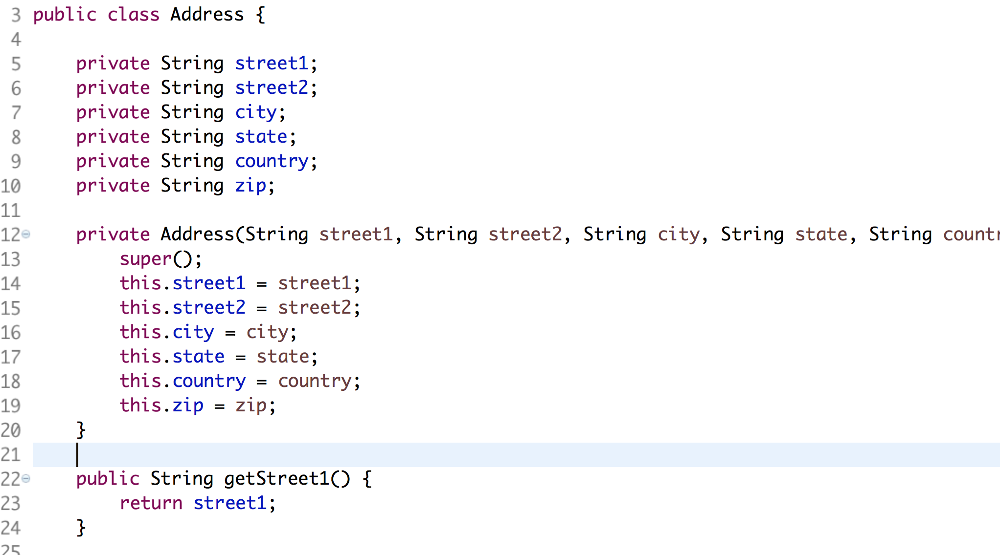 3 public class Address {
4
5 private String street1;
6 private String street2;
7 private String city;
8 private String state;
9 private String country;
10 private String zip;
11
12 private Address(String street1, String street2, String city, String state, String
13 super();
14 this.street1 = street1;
15 this.street2 = street2;
16 this.city = city;
17 this.state = state;
18 this.country = country;
19 this.zip = zip;
20 }
21
22 public String getStreet1() {
23 return street1;
24 }
25